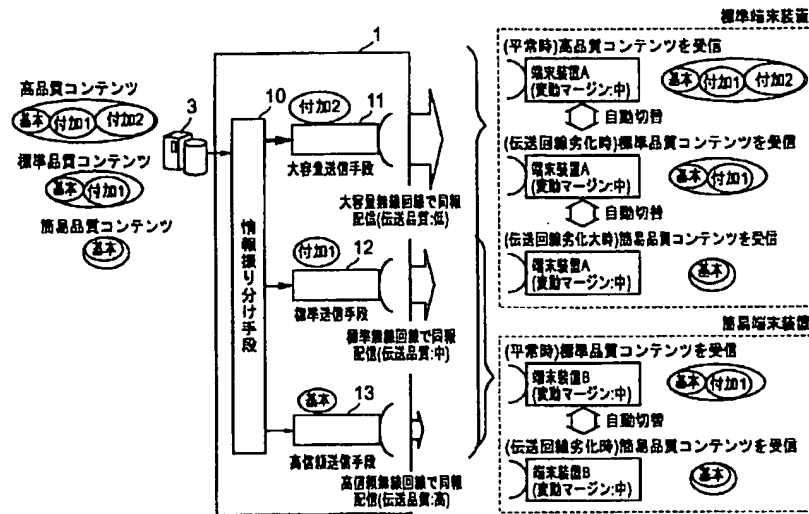 高品質コンテンツ
基本 付加1 付加2
標準品質コンテンツ
基本 付加1
簡易品質コンテンツ
基本
3
1
10
情報振り分け手段
付加2
11
大容量送信手段
大容量無線回線で同報
配信(伝送品質:低)
付加1
12
標準送信手段
標準無線回線で同報
配信(伝送品質:中)
基本
13
高信頼送信手段
高信頼無線回線で同報
配信(伝送品質:高)
標準端末装置
(平常時)高品質コンテンツを受信
端末装置A
(変動マージン:中)
基本 付加1 付加2
自動切替
(伝送回線劣化時)標準品質コンテンツを受信
端末装置A
(変動マージン:中)
基本 付加1
自動切替
(伝送回線劣化大時)簡易品質コンテンツを受信
端末装置A
(変動マージン:中)
基本
簡易端末装置
(平常時)標準品質コンテンツを受信
端末装置B
(変動マージン:中)
基本 付加1
自動切替
(伝送回線劣化時)簡易品質コンテンツを受信
端末装置B
(変動マージン:中)
基本